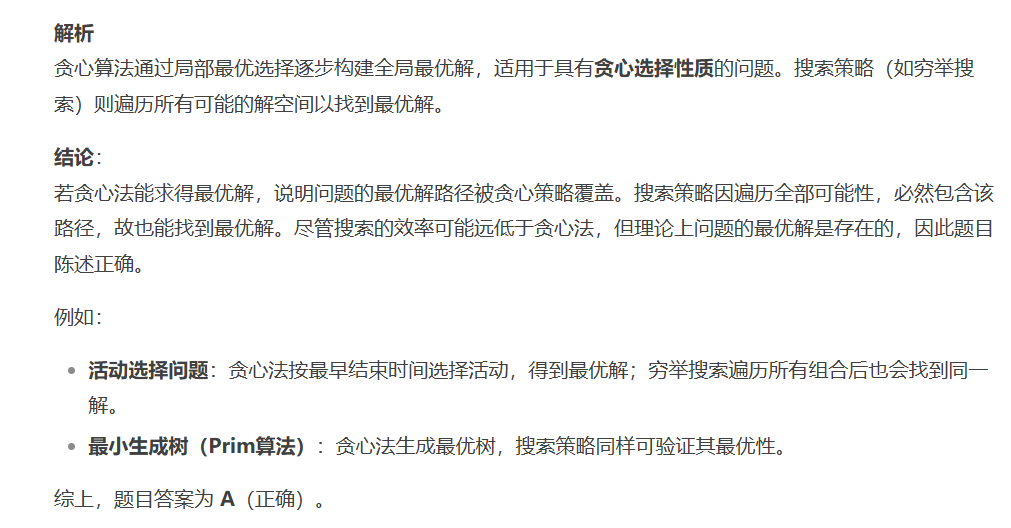 解析
贪心算法通过局部最优选择逐步构建全局最优解，适用于具有贪心选择性质的问题。搜索策略（如穷举搜
索）则遍历所有可能的解空间以找到最优解。
结论：
若贪心法能求得最优解，说明问题的最优解路径被贪心策略覆盖。搜索策略因遍历全部可能性，必然包含该
路径，故也能找到最优解。尽管搜索的效率可能远低于贪心法，但理论上问题的最优解是存在的，因此题目
陈述正确。
例如：
• 活动选择问题：贪心法按最早结束时间选择活动，得到最优解；穷举搜索遍历所有组合后也会找到同一
解。
• 最小生成树（Prim算法）：贪心法生成最优树，搜索策略同样可验证其最优性。
综上，题目答案为 A（正确）。